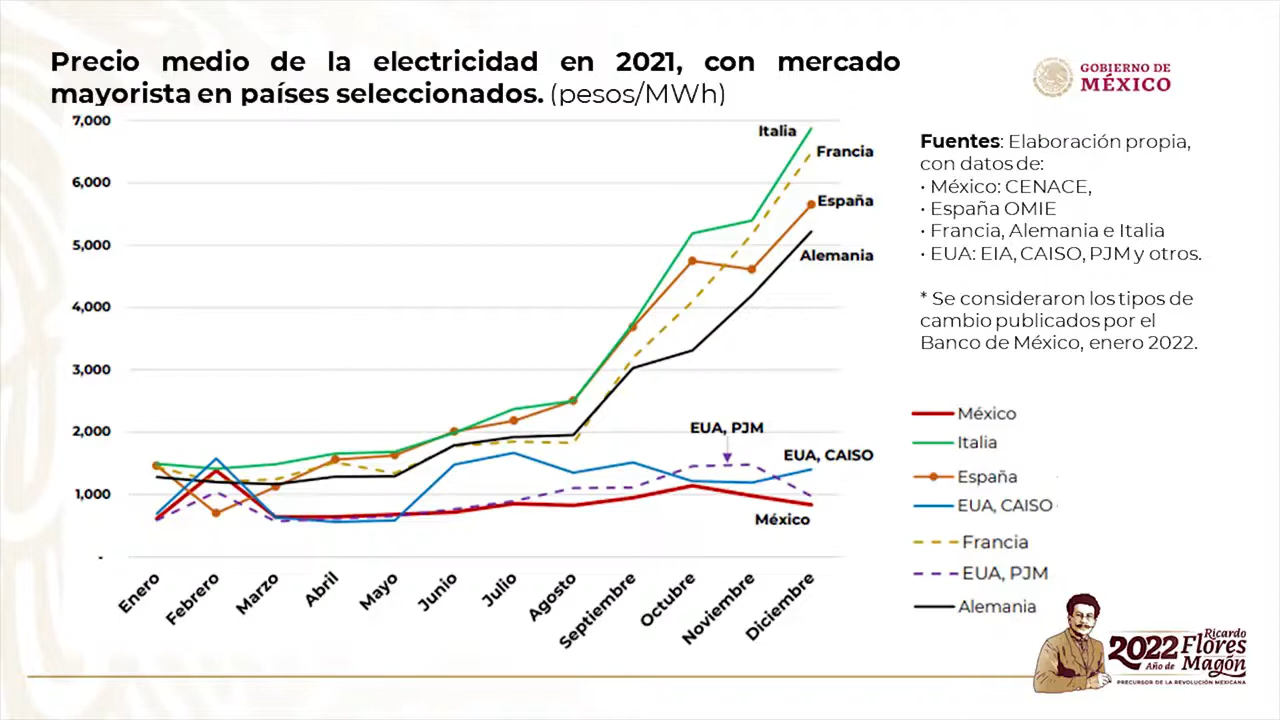 Precio medio de la electricidad en 2021, con mercado
mayorista en países seleccionados. (pesos/MWh)
GOBIERNO DE
MÉXICO
7,000
6,000
5,000
4,000
3,000
2,000
1,000
-
Italia
Francia
España
Alemania
EUA, PJM
EUA, CAISO
México
Enero
Febrero
Marzo
Abril
Mayo
Junio
Julio
Agosto
Septiembre
Octubre
Noviembre
Diciembre
Fuentes: Elaboración propia,
con datos de:
· México: CENACE,
· España OMIE
· Francia, Alemania e Italia
· EUA: EIA, CAISO, PJM y otros.
* Se consideraron los tipos de
cambio publicados por el
Banco de México, enero 2022.
México
Italia
España
EUA, CAISO
Francia
EUA, PJM
Alemania
2022 Ricardo
Flores
Año de Magón
PRECURSOR DE LA REVOLUCIÓN MEXICANA